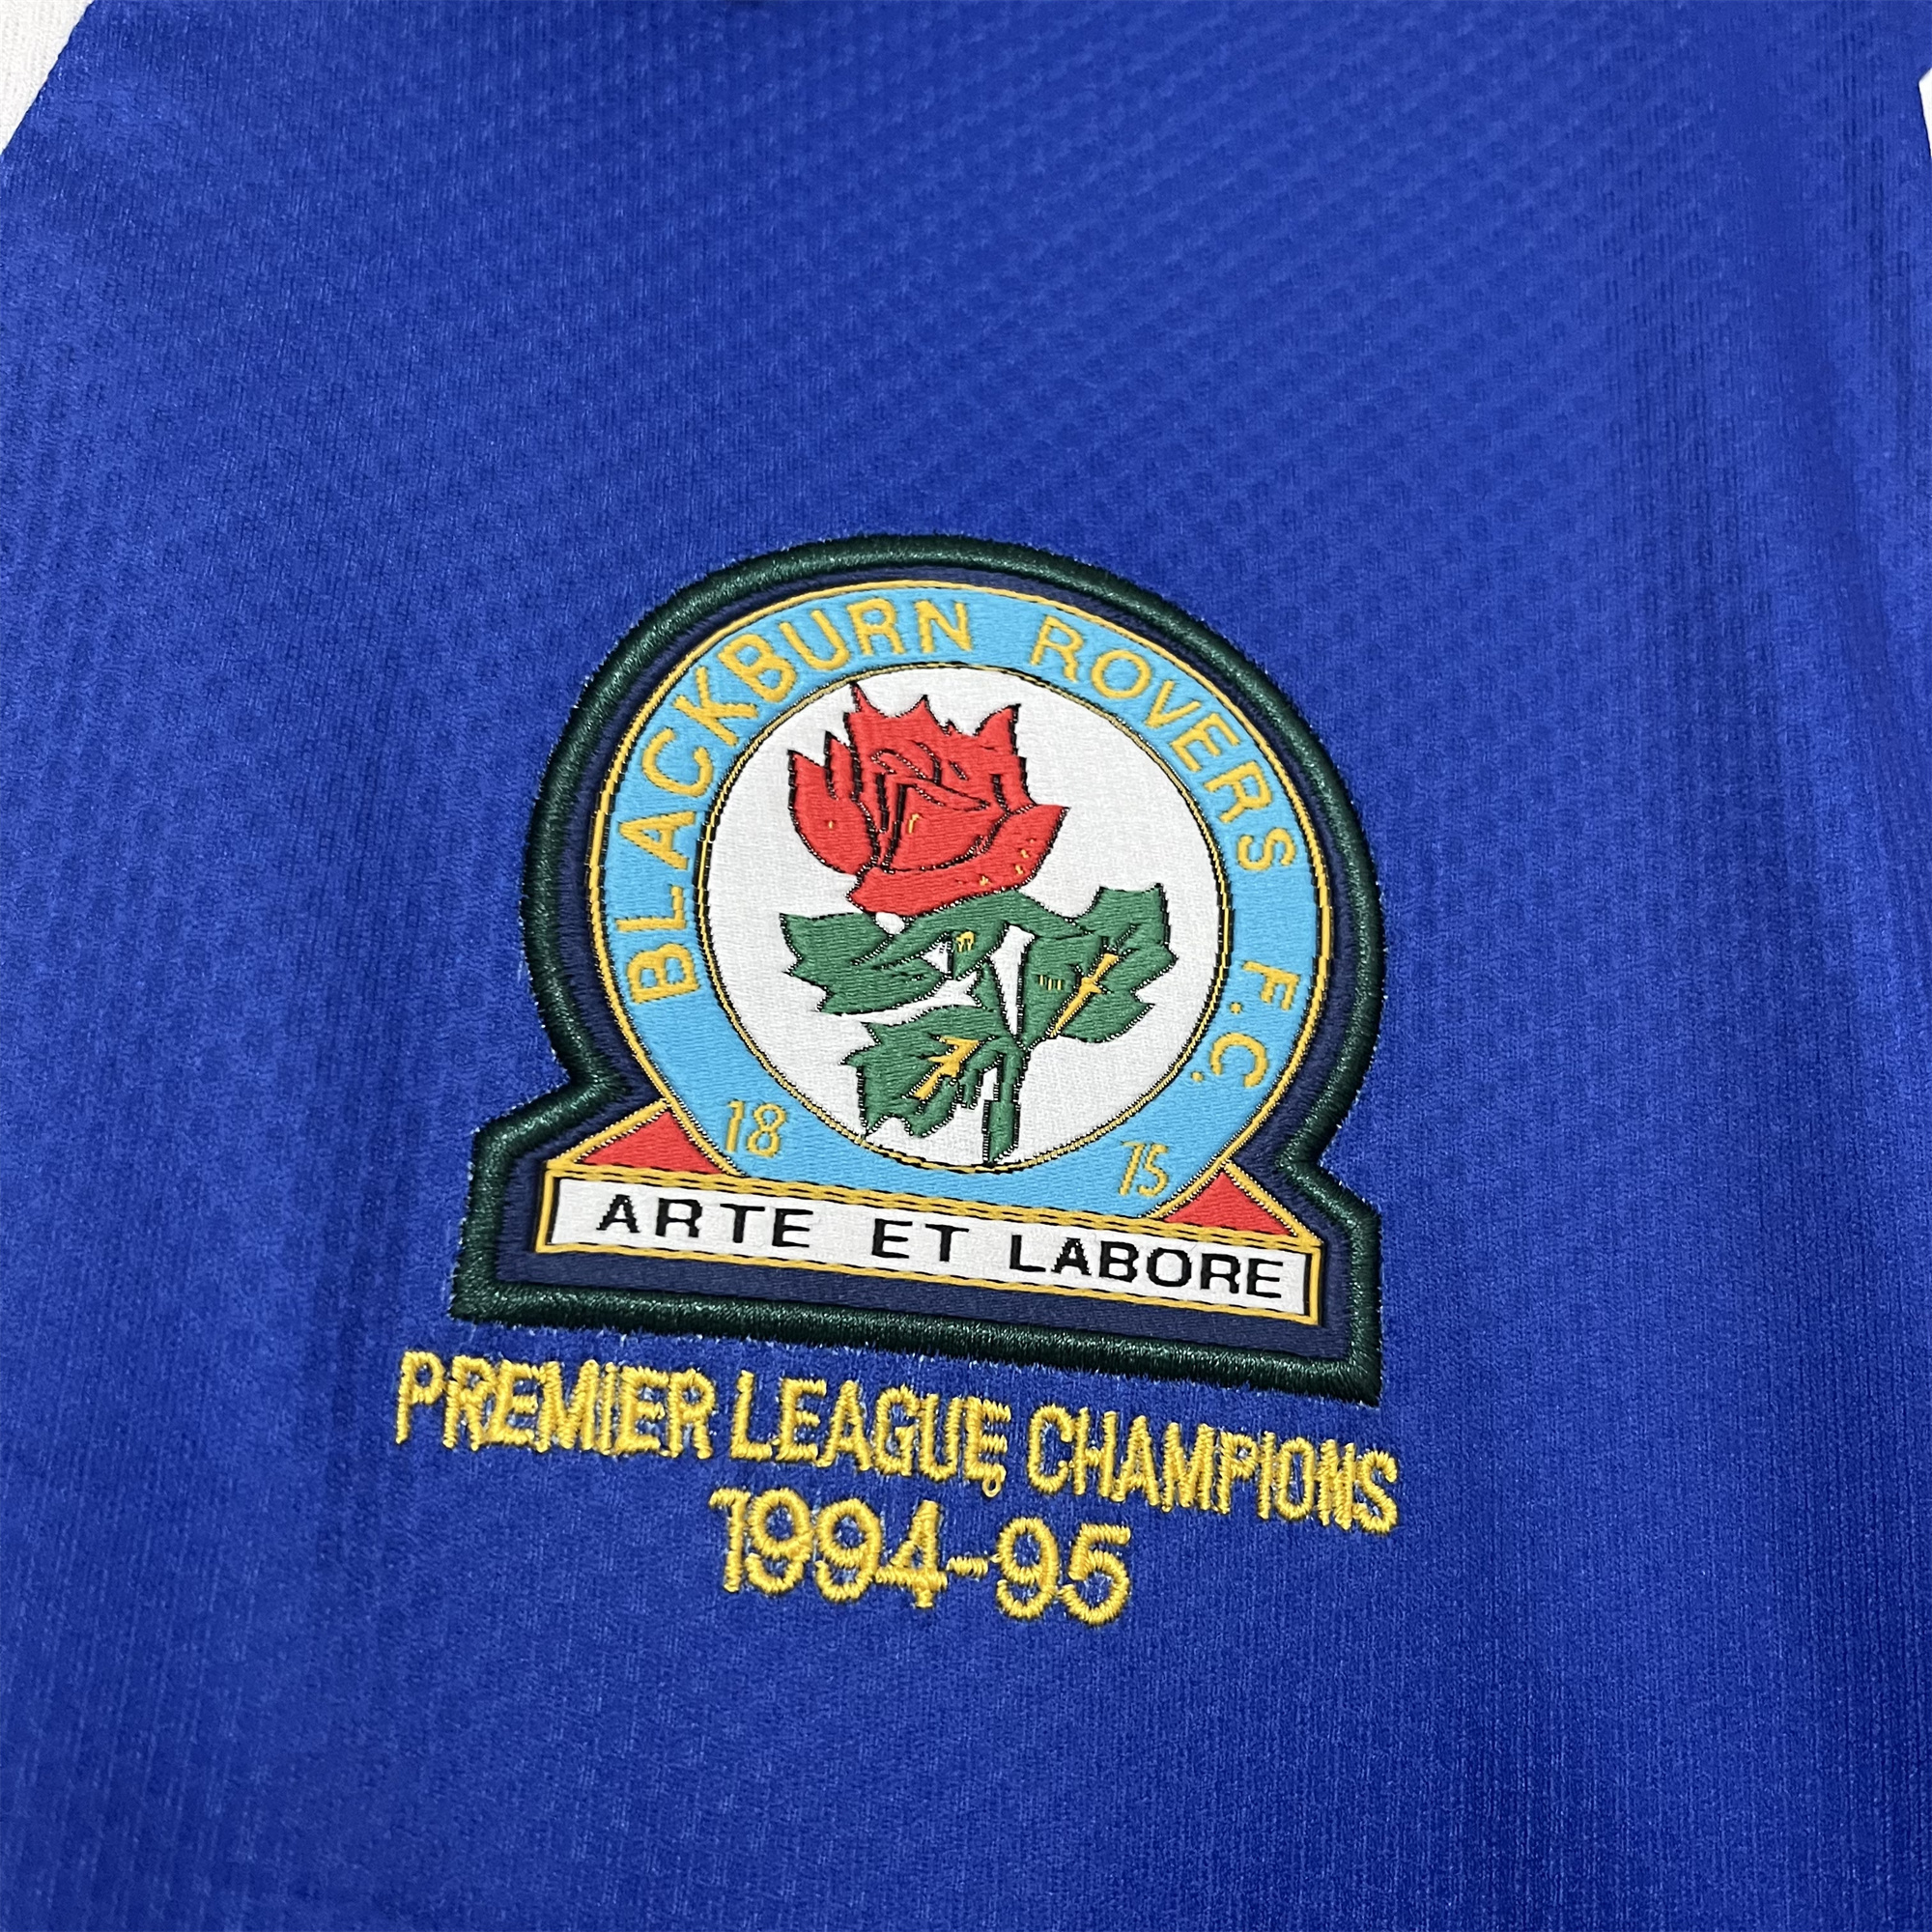 BLACKBURN ROVERS F.C.
18 75
ARTE ET LABORE
PREMIER LEAGUE CHAMPIONS
1994-95